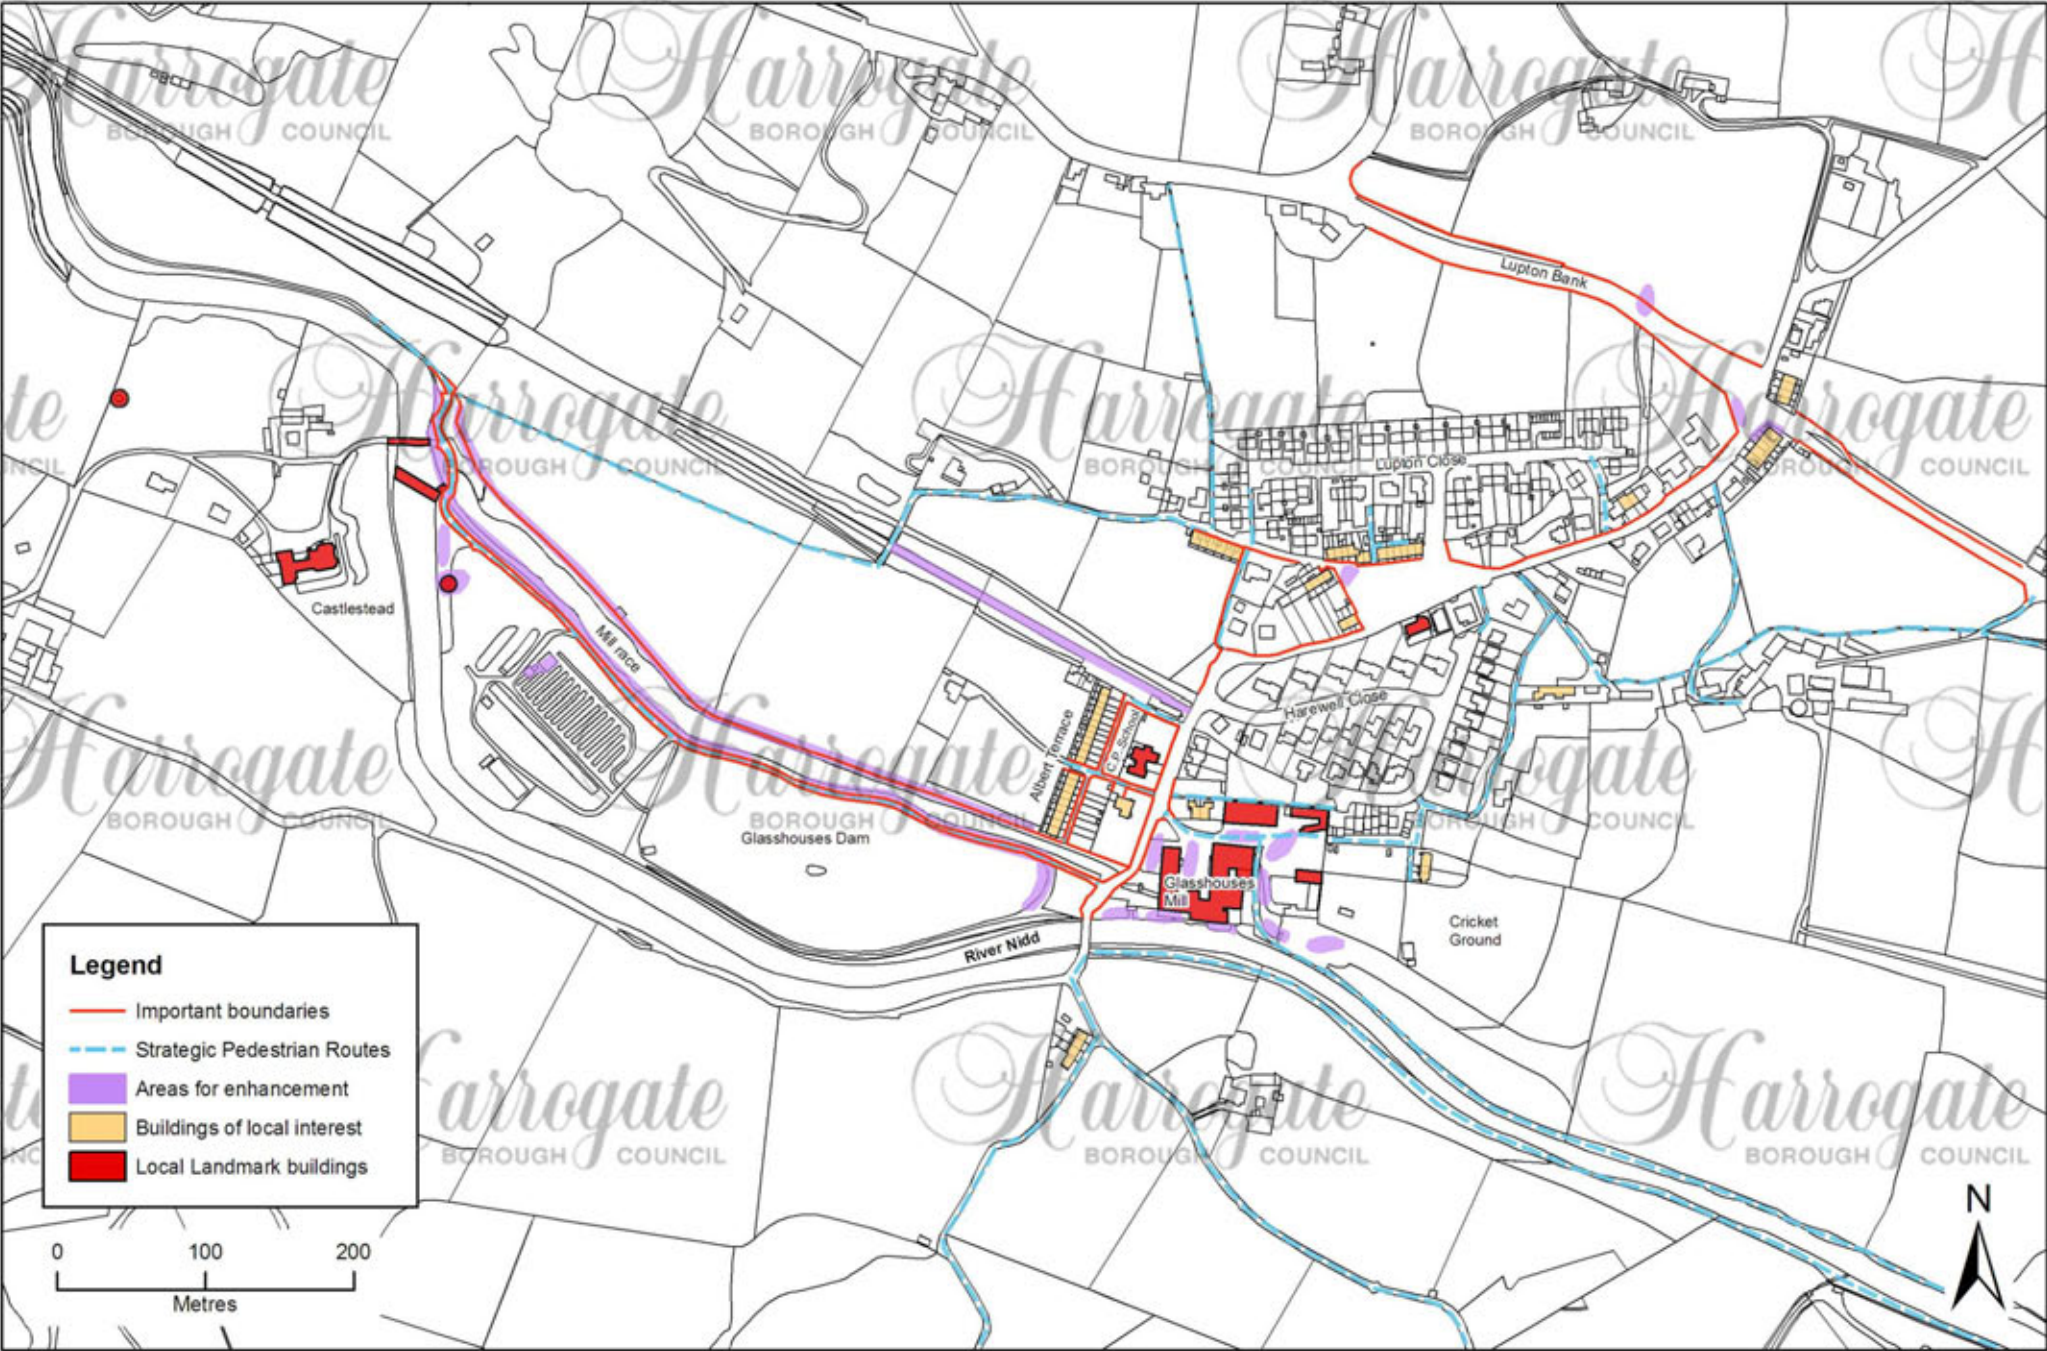 Harrogate
BOROUGH COUNCIL
Lupton Bank
Lupton Close
Castlestead
Mill race
Harewell Close
C.P. School
Albert Terrace
Glasshouses Dam
Glasshouses
Mill
Cricket
Ground
River Nidd
Legend
Important boundaries
Strategic Pedestrian Routes
Areas for enhancement
Buildings of local interest
Local Landmark buildings
0 100 200
Metres
N